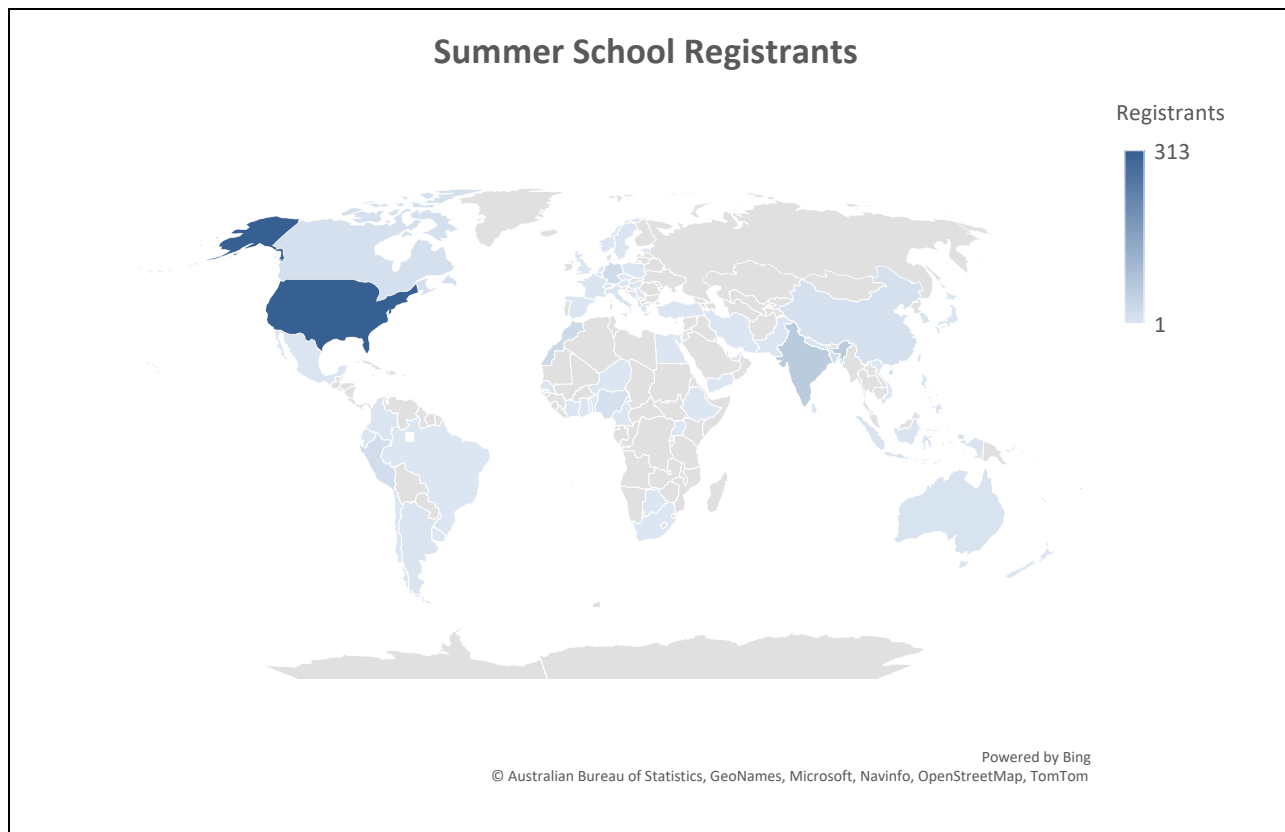 Summer School Registrants
Registrants
313
1
Powered by Bing
© Australian Bureau of Statistics, GeoNames, Microsoft, Navinfo, OpenStreetMap, TomTom